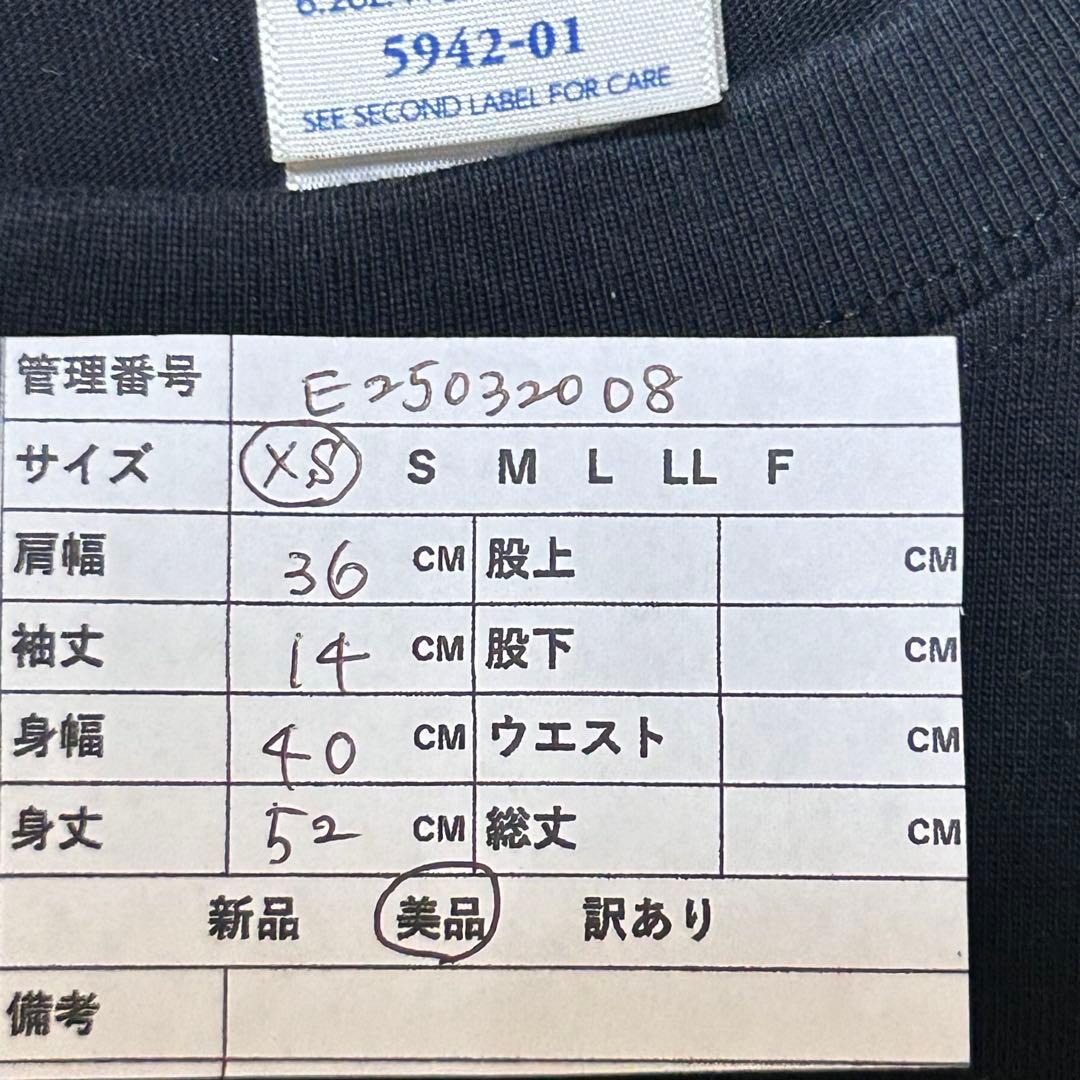 5942-01
SEE SECOND LABEL FOR CARE
管理番号 E25032008
サイズ XS S M L LL F
肩幅 36 CM 股上 CM
袖丈 14 CM 股下 CM
身幅 40 CM ウエスト CM
身丈 52 CM 総丈 CM
新品 美品 訳あり
備考